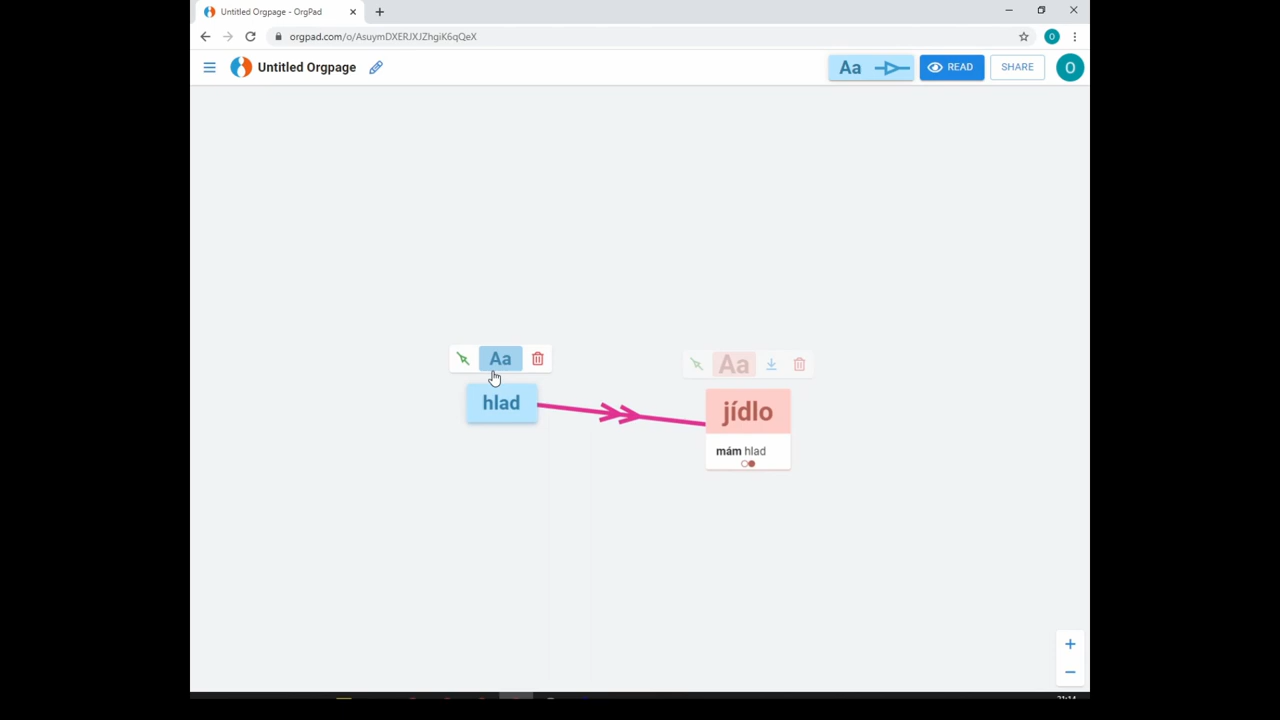 Untitled Orgpage - OrgPad
orgpad.com/o/AsuymDXERJXJZhgiK6qQeX
O
Untitled Orgpage
Aa
READ
SHARE
O
Aa
Aa
hlad
jídlo
mám hlad